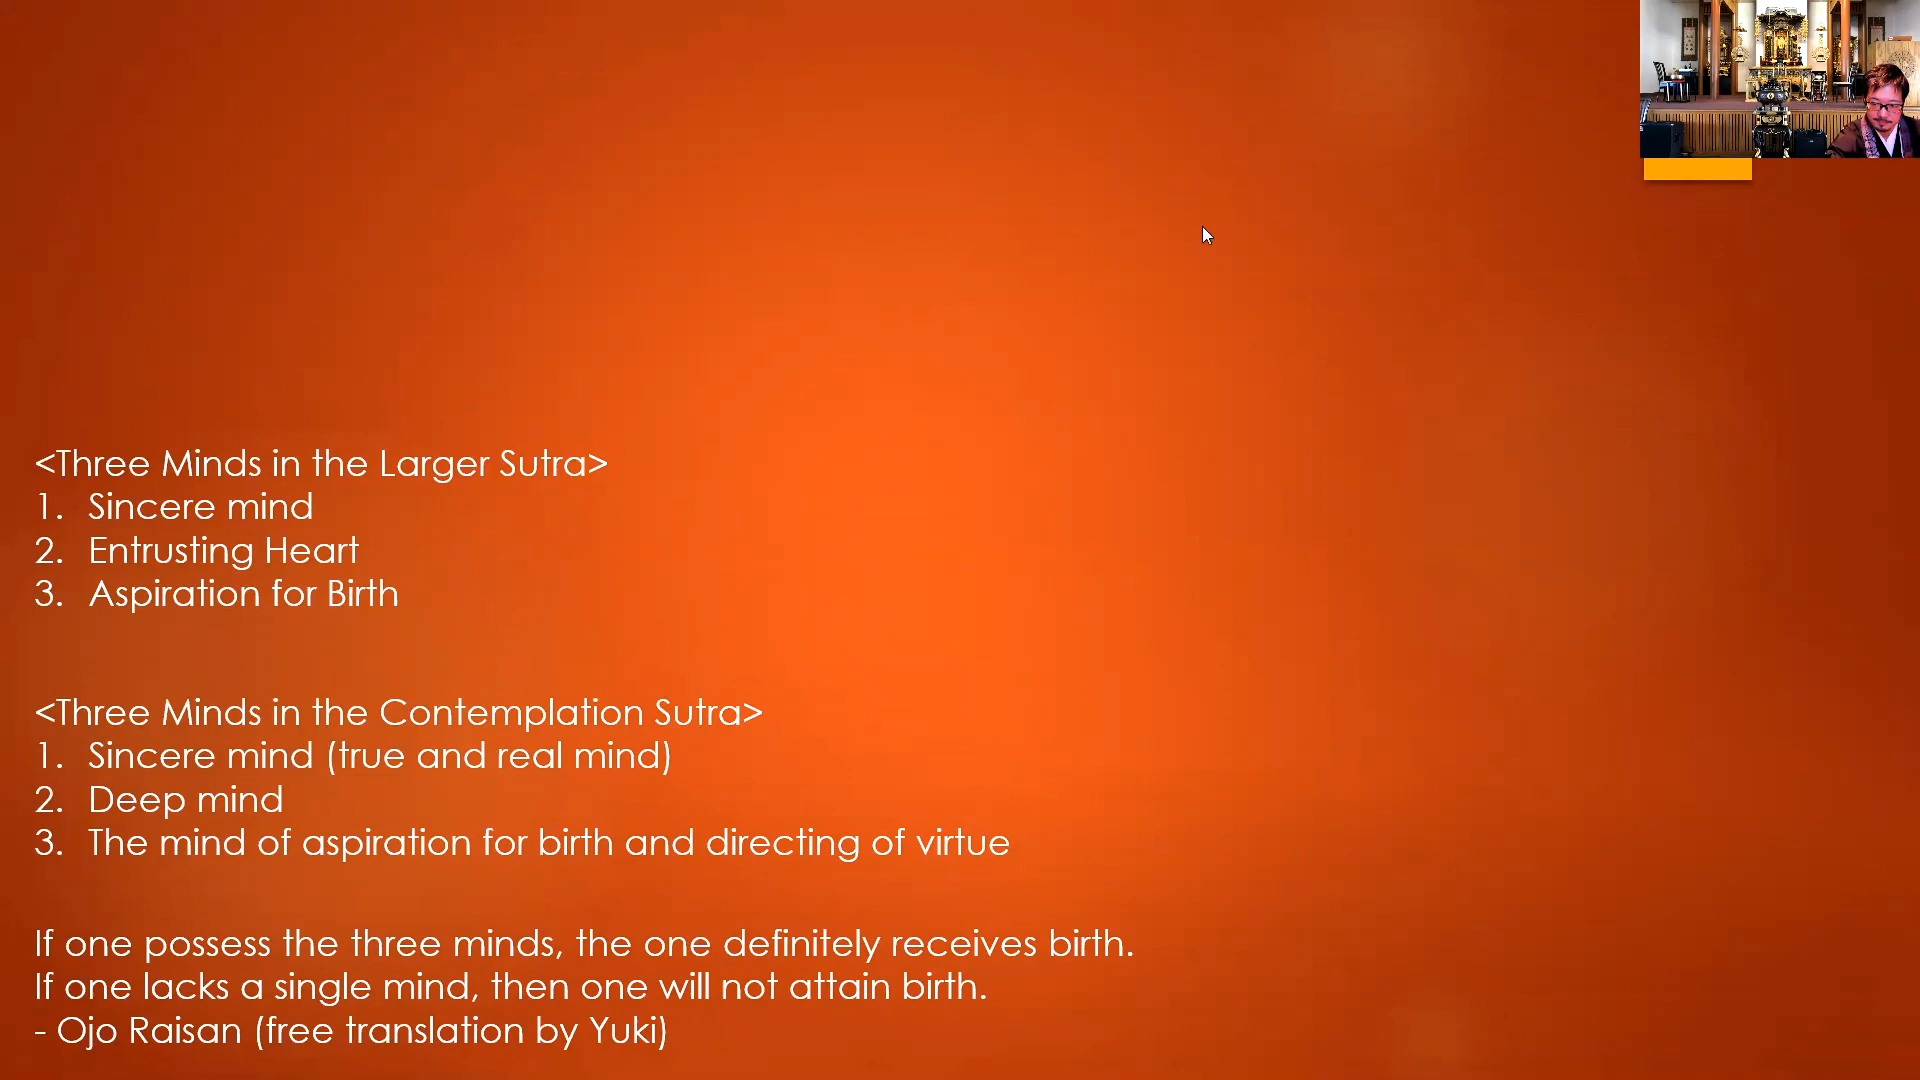 <Three Minds in the Larger Sutra>
1. Sincere mind
2. Entrusting Heart
3. Aspiration for Birth
<Three Minds in the Contemplation Sutra>
1. Sincere mind (true and real mind)
2. Deep mind
3. The mind of aspiration for birth and directing of virtue
If one possess the three minds, the one definitely receives birth.
If one lacks a single mind, then one will not attain birth.
- Ojo Raisan (free translation by Yuki)